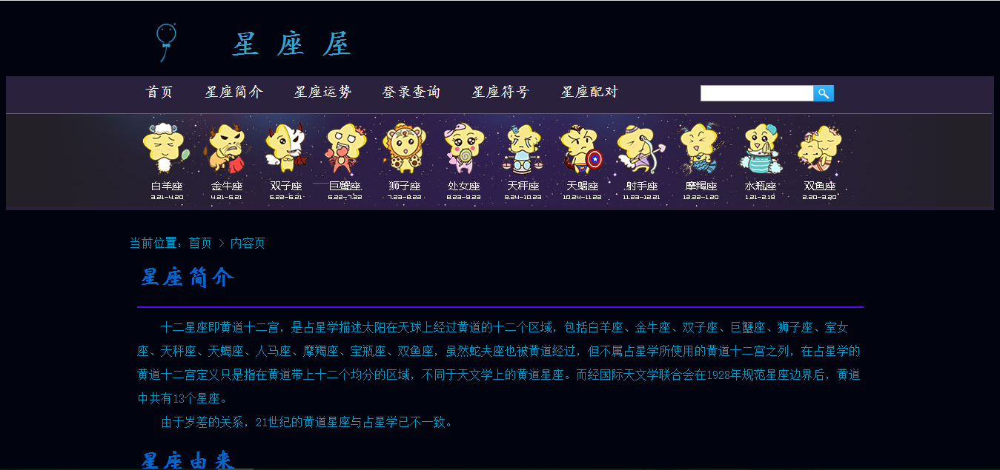 星座屋
首页 星座简介 星座运势 登录查询 星座符号 星座配对
白羊座 金牛座 双子座 巨蟹座 狮子座 处女座 天秤座 天蝎座 射手座 摩羯座 水瓶座 双鱼座
3.21-4.20 4.21-5.21 5.22-6.21 6.22-7.22 7.23-8.22 8.23-9.23 9.24-10.23 10.24-11.22 11.23-12.21 12.22-1.20 1.21-2.19 2.20-3.20
当前位置：首页 > 内容页
星座简介
十二星座即黄道十二宫，是占星学描述太阳在天球上经过黄道的十二个区域，包括白羊座、金牛座、双子座、巨蟹座、狮子座、室女
座、天秤座、天蝎座、人马座、摩羯座、宝瓶座、双鱼座，虽然蛇夫座也被黄道经过，但不属占星学所使用的黄道十二宫之列，在占星学的
黄道十二宫定义只是指在黄道带上十二个均分的区域，不同于天文学上的黄道星座。而经国际天文学联合会在1928年规范星座边界后，黄道
中共有13个星座。
由于岁差的关系，21世纪的黄道星座与占星学已不一致。
星座由来